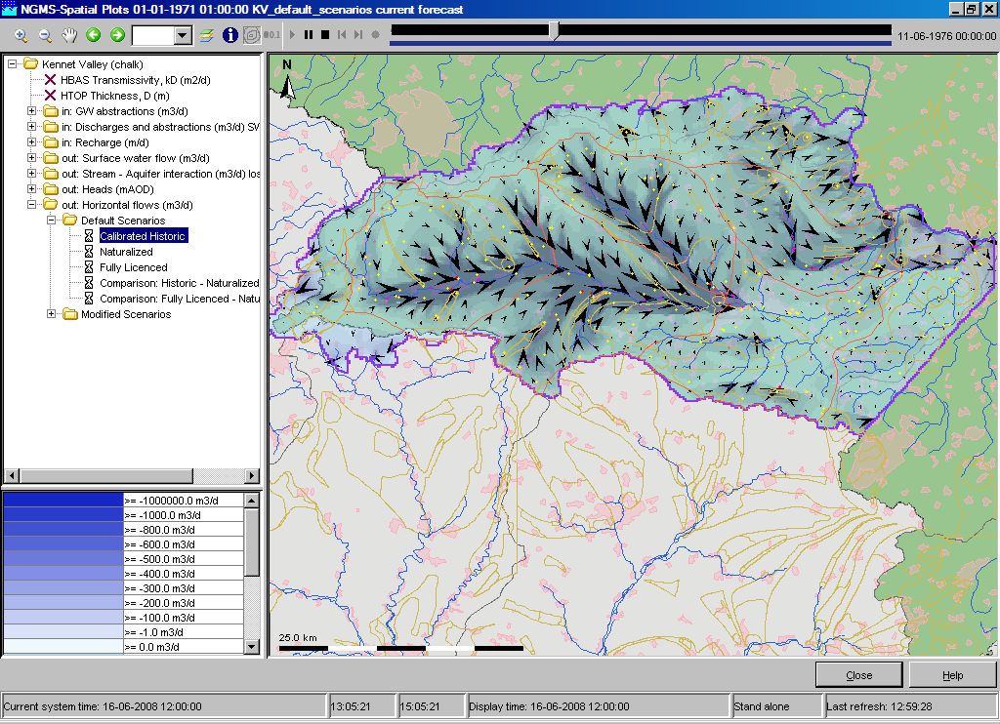 NGMS-Spatial Plots 01-01-1971 01:00:00 KV_default_scenarios current forecast
0.1
11-06-1976 00:00:00
Kennet Valley (chalk)
HBAS Transmissivity, kD (m2/d)
HTOP Thickness, D (m)
in: GW abstractions (m3/d)
in: Discharges and abstractions (m3/d) SW
in: Recharge (m/d)
out: Surface water flow (m3/d)
out: Stream - Aquifer interaction (m3/d) los
out: Heads (mAOD)
out: Horizontal flows (m3/d)
Default Scenarios
Calibrated Historic
Naturalized
Fully Licenced
Comparison: Historic - Naturalized
Comparison: Fully Licenced - Natu
Modified Scenarios
>= -1000000.0 m3/d
>= -1000.0 m3/d
>= -800.0 m3/d
>= -600.0 m3/d
>= -500.0 m3/d
>= -400.0 m3/d
>= -300.0 m3/d
>= -200.0 m3/d
>= -100.0 m3/d
>= -1.0 m3/d
>= 0.0 m3/d
N
25.0 km
Close
Help
Current system time: 16-06-2008 12:00:00
13:05:21
15:05:21
Display time: 16-06-2008 12:00:00
Stand alone
Last refresh: 12:59:28